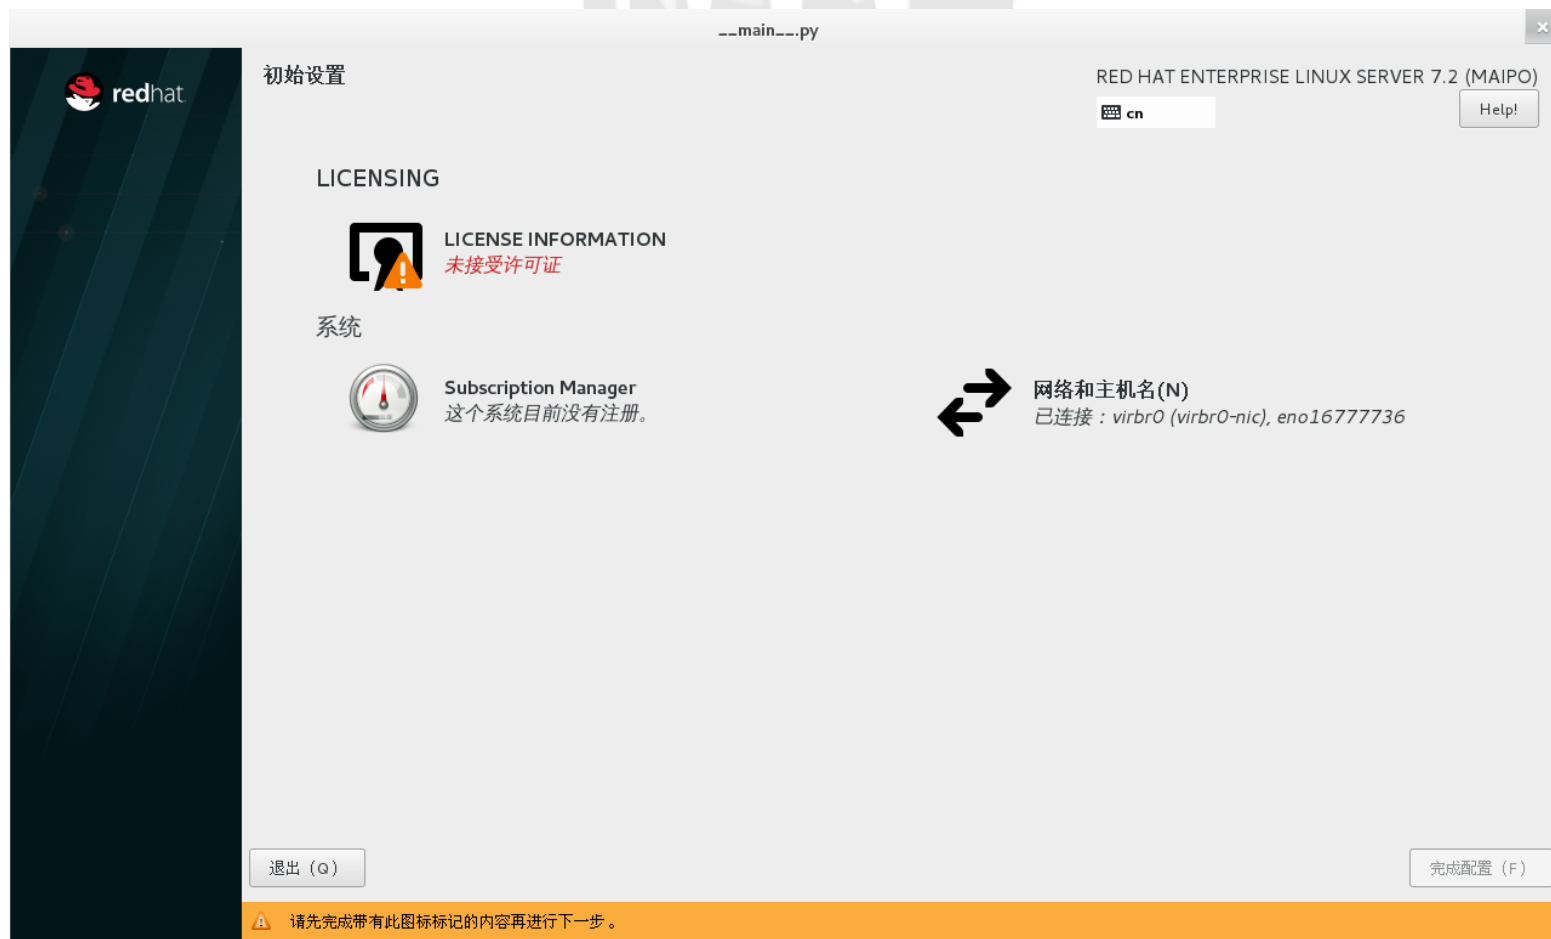 __main__.py
redhat.
初始设置
RED HAT ENTERPRISE LINUX SERVER 7.2 (MAIPO)
cn
Help!
LICENSING
LICENSE INFORMATION
未接受许可证
系统
Subscription Manager
这个系统目前没有注册。
网络和主机名(N)
已连接：virbr0 (virbr0-nic), eno16777736
退出（Q）
完成配置（F）
请先完成带有此图标标记的内容再进行下一步。